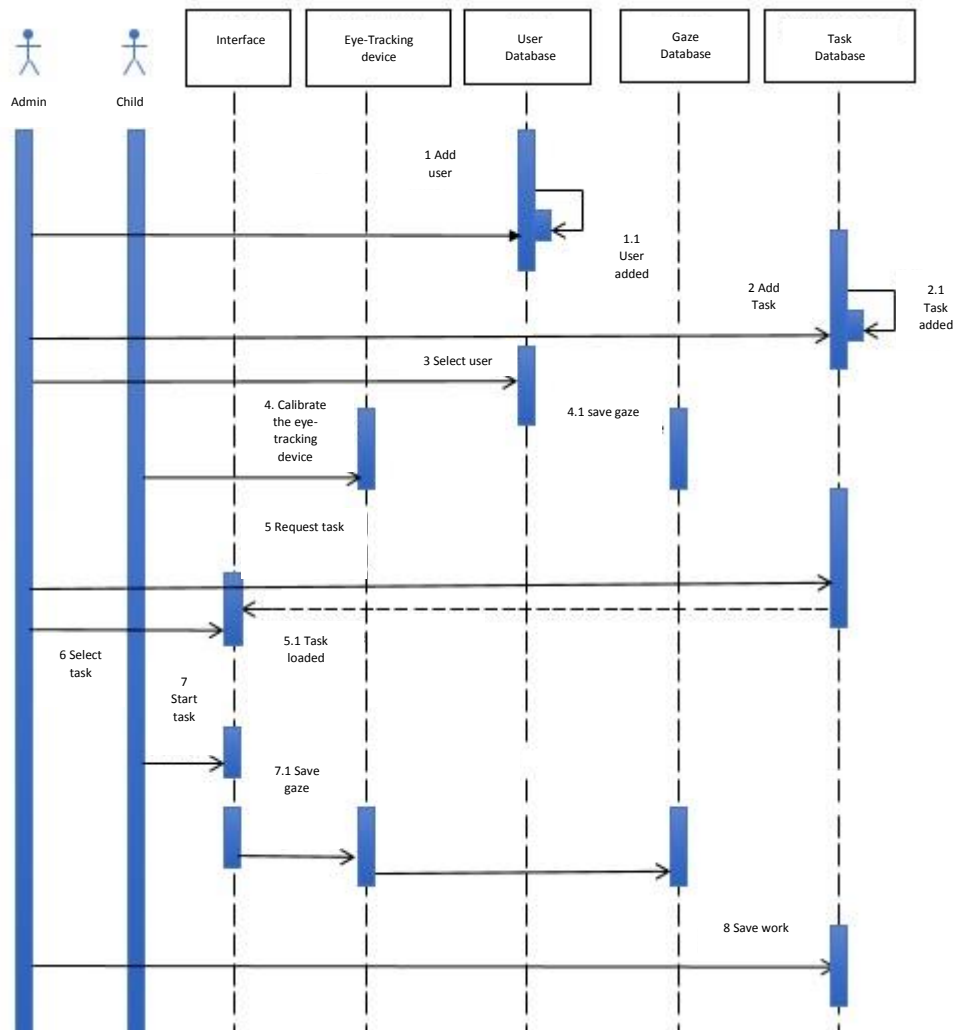 Interface
Eye-Tracking
device
User
Database
Gaze
Database
Task
Database
Admin
Child
1 Add
user
1.1
User
added
2 Add
Task
2.1
Task
added
3 Select user
4. Calibrate
the eye-
tracking
device
4.1 save gaze
5 Request task
5.1 Task
loaded
6 Select
task
7
Start
task
7.1 Save
gaze
8 Save work